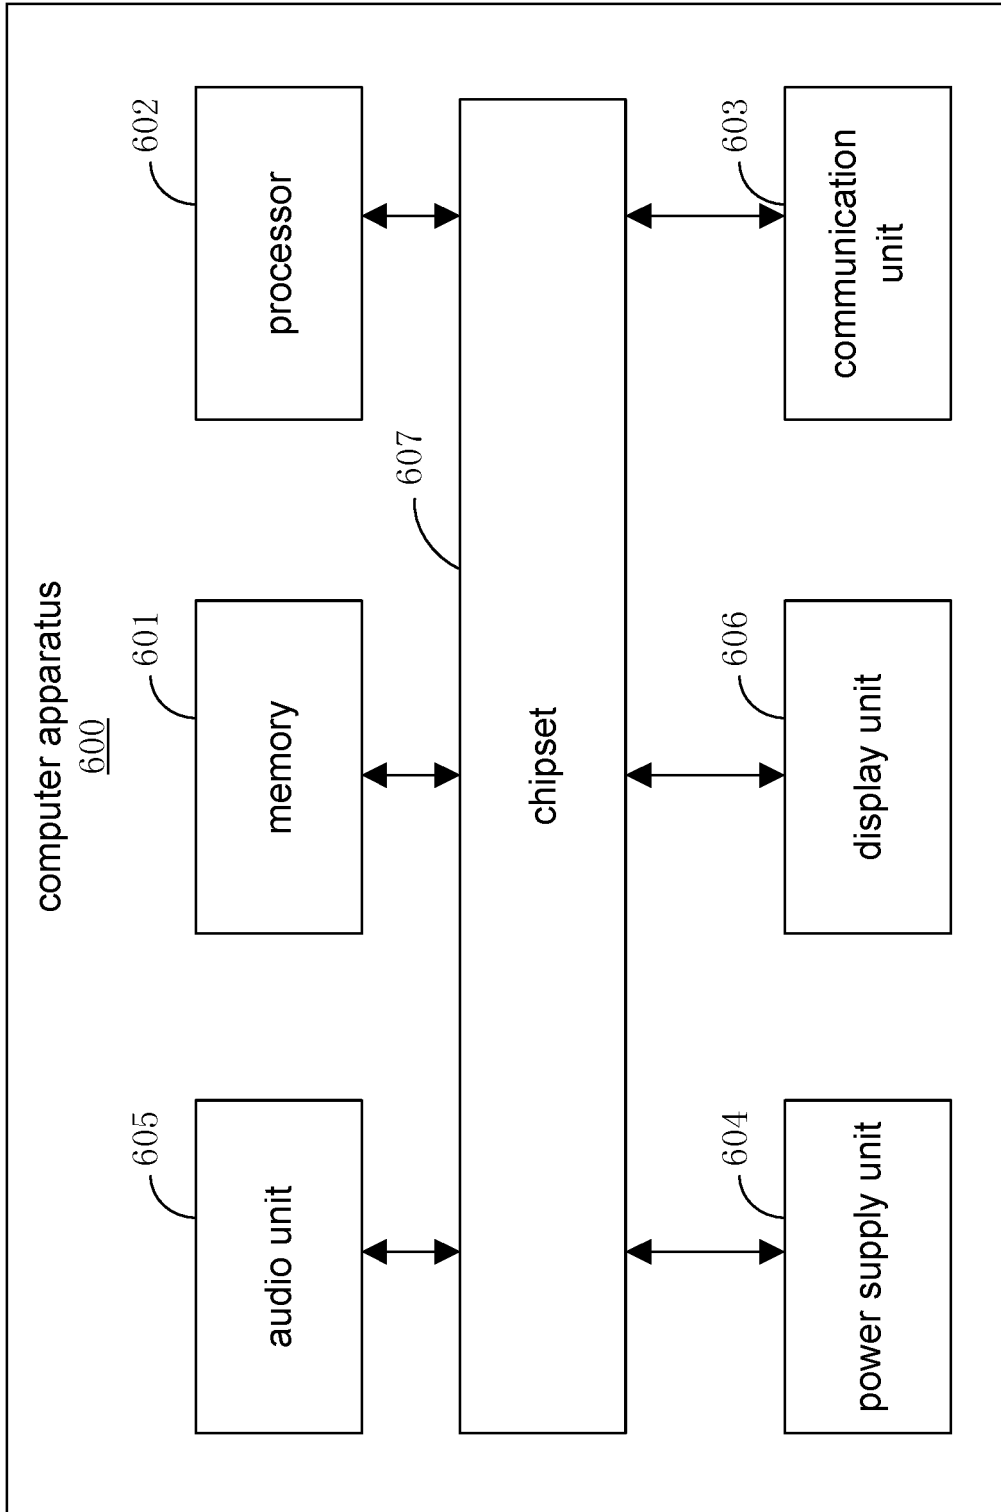 computer apparatus
600
605
audio unit
601
memory
602
processor
607
chipset
604
power supply unit
606
display unit
603
communication
unit